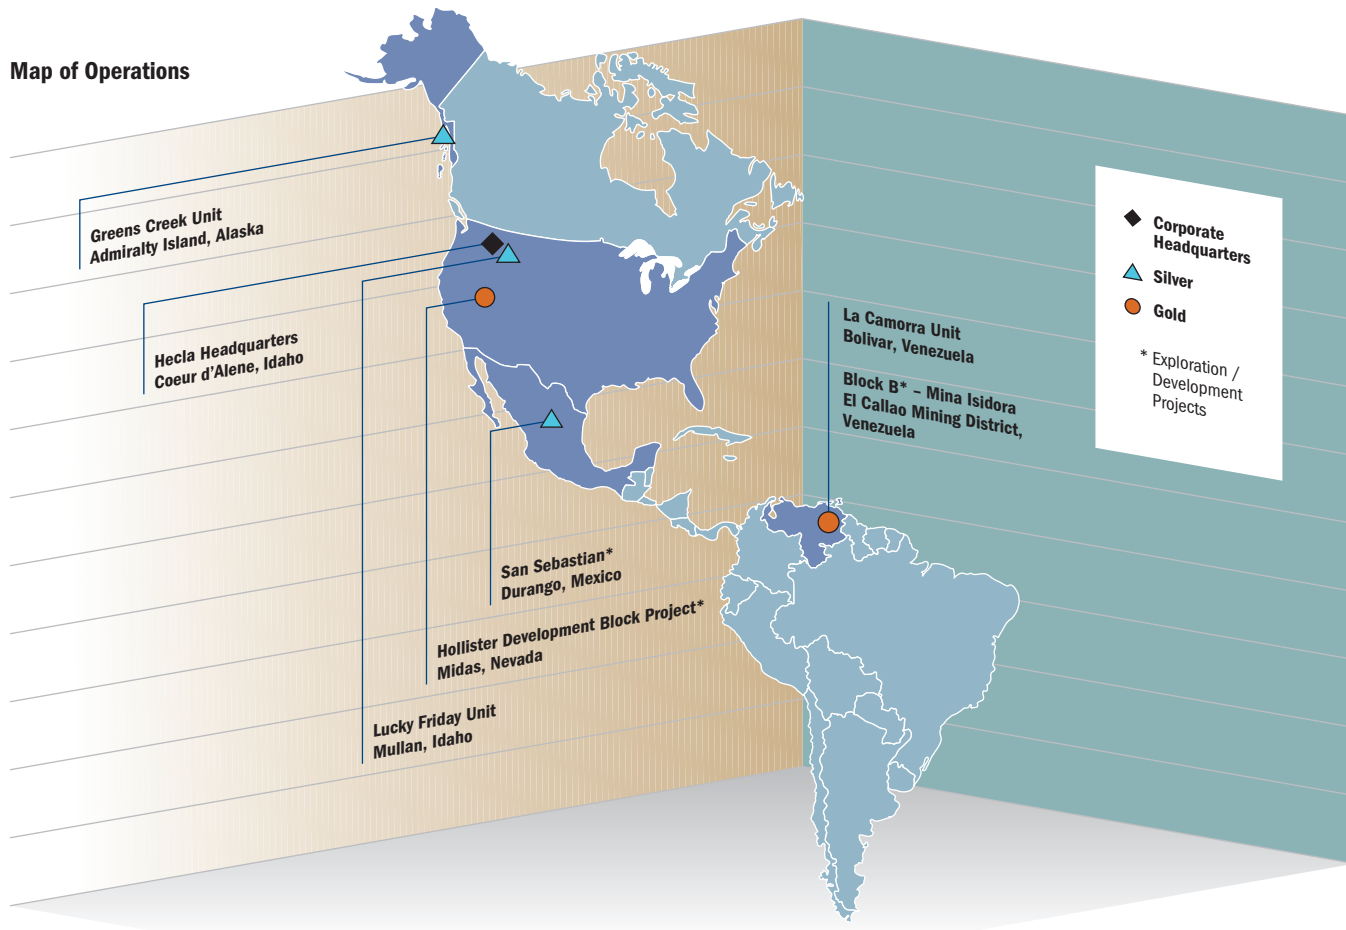 Map of Operations
Greens Creek Unit
Admiralty Island, Alaska
Hecla Headquarters
Coeur d’Alene, Idaho
La Camorra Unit
Bolivar, Venezuela
Block B* – Mina Isidora
El Callao Mining District,
Venezuela
Corporate
Headquarters
Silver
Gold
* Exploration /
Development
Projects
San Sebastian*
Durango, Mexico
Hollister Development Block Project*
Midas, Nevada
Lucky Friday Unit
Mullan, Idaho